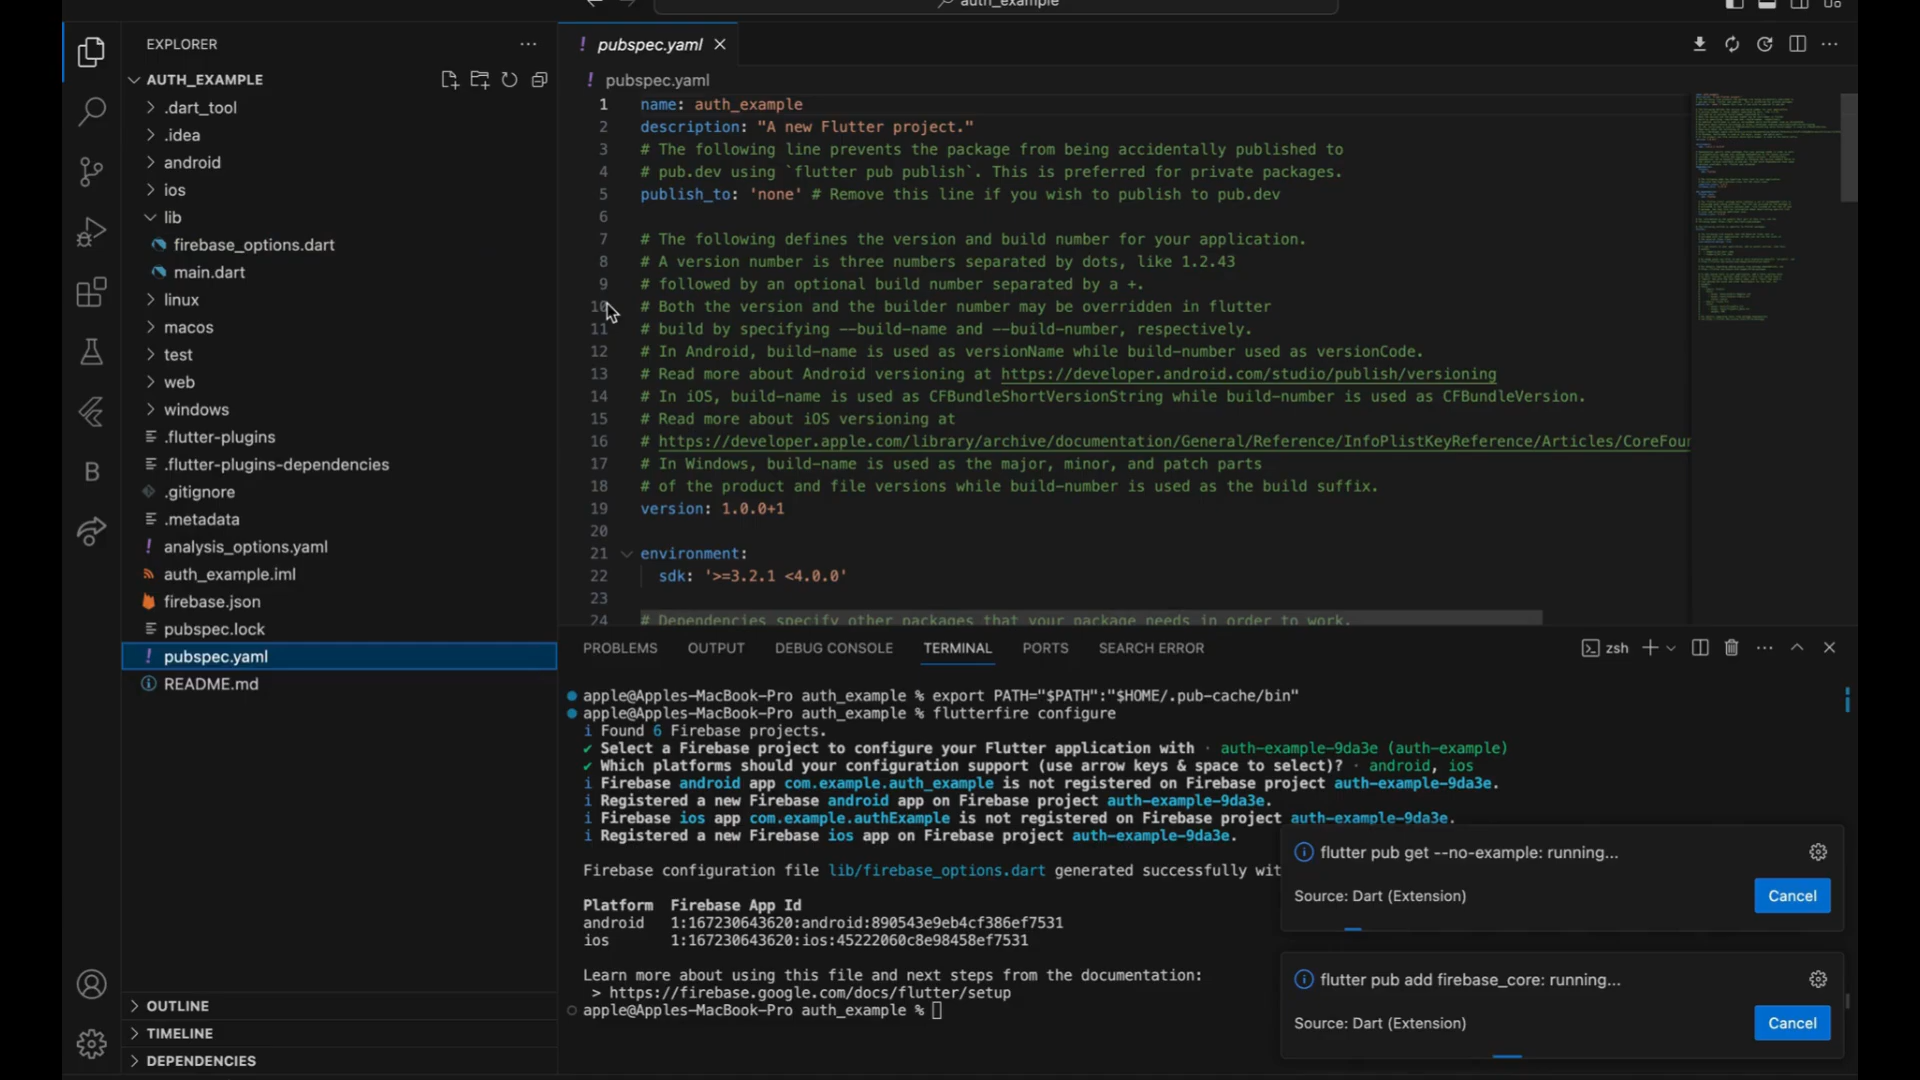 auth_example
EXPLORER
AUTH_EXAMPLE
.dart_tool
.idea
android
ios
lib
firebase_options.dart
main.dart
linux
macos
test
web
windows
.flutter-plugins
.flutter-plugins-dependencies
.gitignore
.metadata
analysis_options.yaml
auth_example.iml
firebase.json
pubspec.lock
pubspec.yaml
README.md
OUTLINE
TIMELINE
DEPENDENCIES
pubspec.yaml
pubspec.yaml
1 name: auth_example
2 description: "A new Flutter project."
3 # The following line prevents the package from being accidentally published to
4 # pub.dev using `flutter pub publish`. This is preferred for private packages.
5 publish_to: 'none' # Remove this line if you wish to publish to pub.dev
6
7 # The following defines the version and build number for your application.
8 # A version number is three numbers separated by dots, like 1.2.43
9 # followed by an optional build number separated by a +.
10 # Both the version and the builder number may be overridden in flutter
11 # build by specifying --build-name and --build-number, respectively.
12 # In Android, build-name is used as versionName while build-number used as versionCode.
13 # Read more about Android versioning at https://developer.android.com/studio/publish/versioning
14 # In iOS, build-name is used as CFBundleShortVersionString while build-number is used as CFBundleVersion.
15 # Read more about iOS versioning at
16 # https://developer.apple.com/library/archive/documentation/General/Reference/InfoPlistKeyReference/Articles/CoreFou
17 # In Windows, build-name is used as the major, minor, and patch parts
18 # of the product and file versions while build-number is used as the build suffix.
19 version: 1.0.0+1
20
21 environment:
22 sdk: '>=3.2.1 <4.0.0'
23
24 # Dependencies specify other packages that your package needs in order to work.
PROBLEMS OUTPUT DEBUG CONSOLE TERMINAL PORTS SEARCH ERROR
zsh
apple@Apples-MacBook-Pro auth_example % export PATH="$PATH":"$HOME/.pub-cache/bin"
apple@Apples-MacBook-Pro auth_example % flutterfire configure
i Found 6 Firebase projects.
✔ Select a Firebase project to configure your Flutter application with · auth-example-9da3e (auth-example)
✔ Which platforms should your configuration support (use arrow keys & space to select)? · android, ios
i Firebase android app com.example.auth_example is not registered on Firebase project auth-example-9da3e.
i Registered a new Firebase android app on Firebase project auth-example-9da3e.
i Firebase ios app com.example.authExample is not registered on Firebase project auth-example-9da3e.
i Registered a new Firebase ios app on Firebase project auth-example-9da3e.
Firebase configuration file lib/firebase_options.dart generated successfully wit
Platform Firebase App Id
android 1:167230643620:android:890543e9eb4cf386ef7531
ios 1:167230643620:ios:45222060c8e98458ef7531
Learn more about using this file and next steps from the documentation:
> https://firebase.google.com/docs/flutter/setup
apple@Apples-MacBook-Pro auth_example %
flutter pub get --no-example: running...
Source: Dart (Extension)
Cancel
flutter pub add firebase_core: running...
Source: Dart (Extension)
Cancel